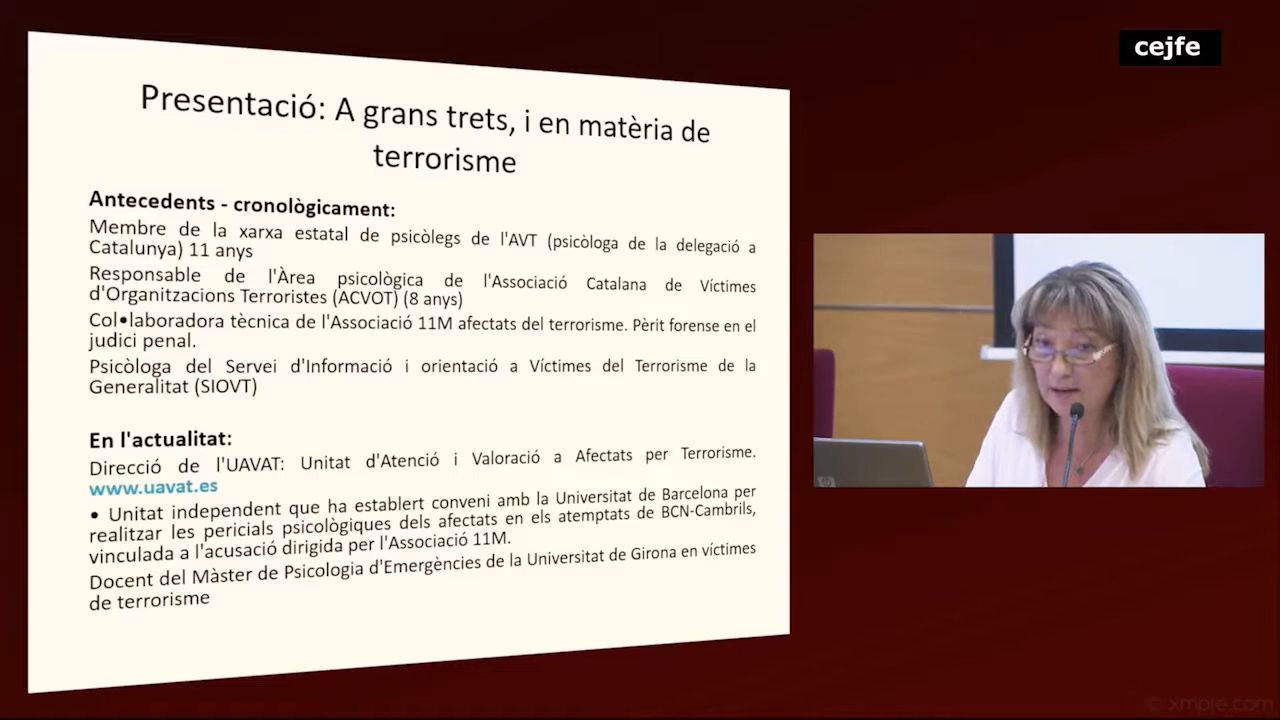 cejfe
Presentació: A grans trets, i en matèria de
terrorisme
Antecedents - cronològicament:
Membre de la xarxa estatal de psicòlegs de l'AVT (psicòloga de la delegació a
Catalunya) 11 anys
Responsable de l'Àrea psicològica de l'Associació Catalana de Víctimes
d'Organitzacions Terroristes (ACVOT) (8 anys)
Col•laboradora tècnica de l'Associació 11M afectats del terrorisme. Pèrit forense en el
judici penal.
Psicòloga del Servei d'Informació i orientació a Víctimes del Terrorisme de la
Generalitat (SIOVT)
En l'actualitat:
Direcció de l'UAVAT: Unitat d'Atenció i Valoració a Afectats per Terrorisme.
www.uavat.es
• Unitat independent que ha establert conveni amb la Universitat de Barcelona per
realitzar les pericials psicològiques dels afectats en els atemptats de BCN-Cambrils,
vinculada a l'acusació dirigida per l'Associació 11M.
Docent del Màster de Psicologia d'Emergències de la Universitat de Girona en víctimes
de terrorisme
© xmple.com